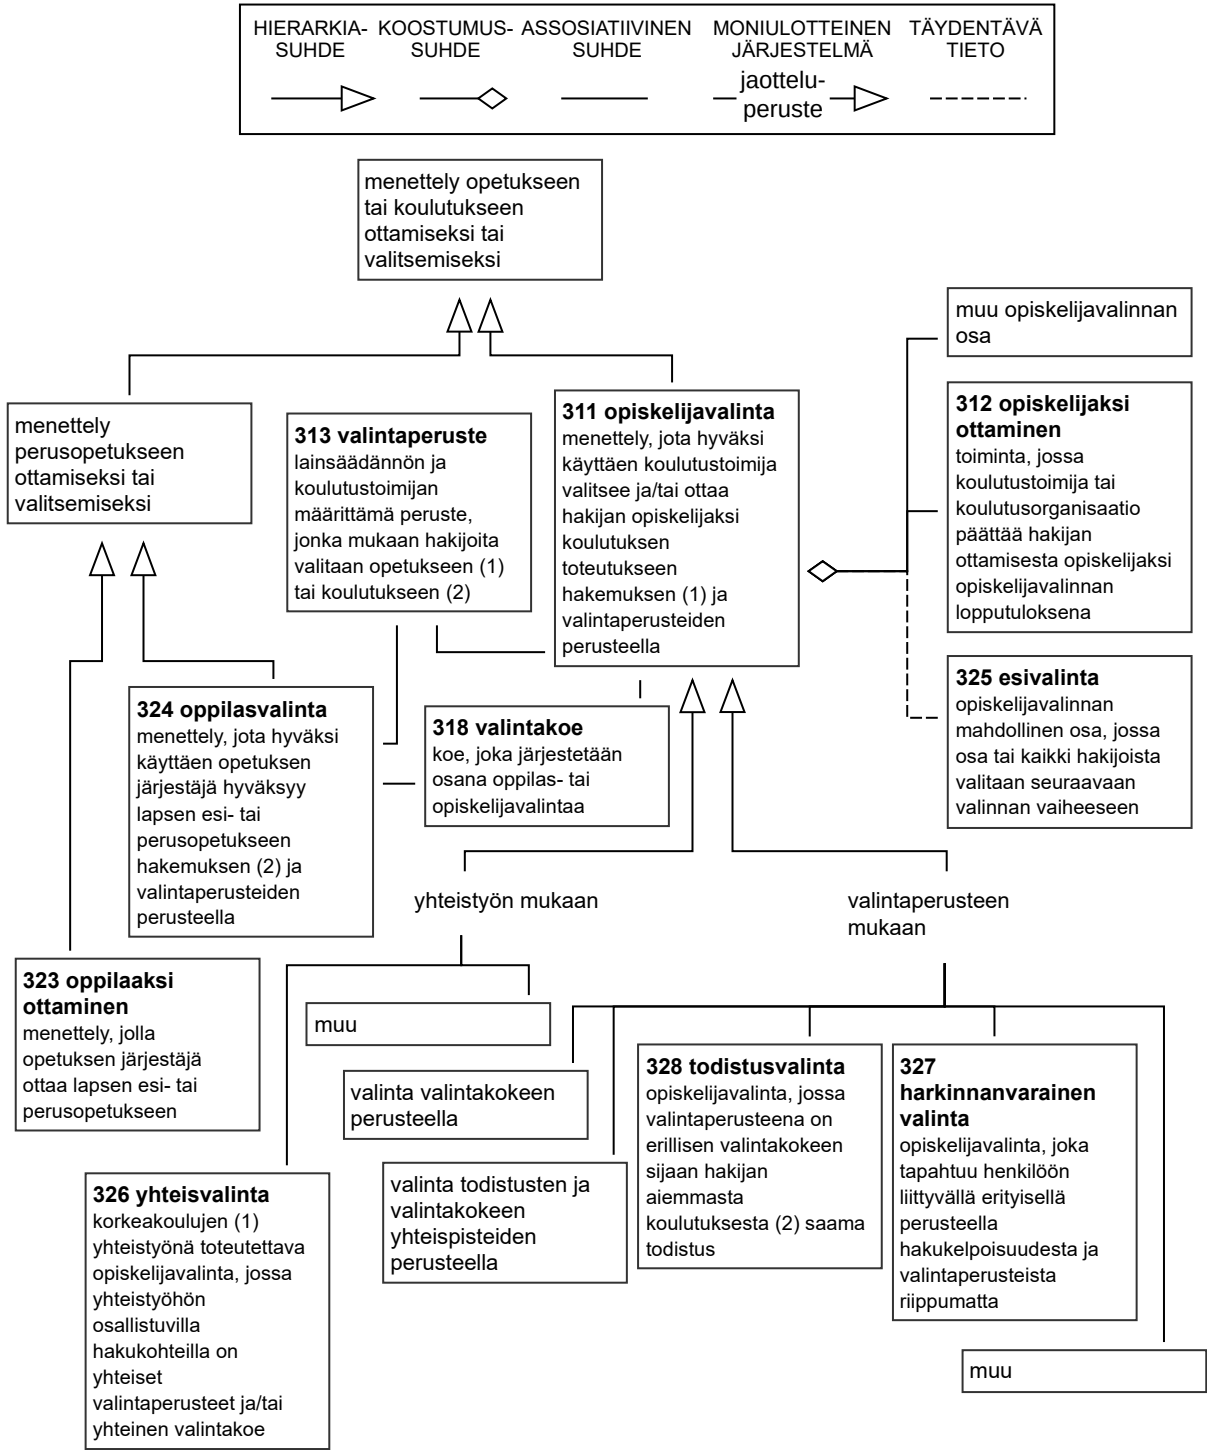 HIERARKIA-
SUHDE
KOOSTUMUS-
SUHDE
ASSOSIATIIVINEN
SUHDE
MONIULOTTEINEN
JÄRJESTELMÄ
TÄYDENTÄVÄ
TIETO
jaottelu-
peruste
menettely opetukseen
tai koulutukseen
ottamiseksi tai
valitsemiseksi
muu opiskelijavalinnan
osa
menettely
perusopetukseen
ottamiseksi tai
valitsemiseksi
313 valintaperuste
lainsäädännön ja
koulutustoimijan
määrittämä peruste,
jonka mukaan hakijoita
valitaan opetukseen (1)
tai koulutukseen (2)
311 opiskelijavalinta
menettely, jota hyväksi
käyttäen koulutustoimija
valitsee ja/tai ottaa
hakijan opiskelijaksi
koulutuksen
toteutukseen
hakemuksen (1) ja
valintaperusteiden
perusteella
312 opiskelijaksi
ottaminen
toiminta, jossa
koulutustoimija tai
koulutusorganisaatio
päättää hakijan
ottamisesta opiskelijaksi
opiskelijavalinnan
lopputuloksena
325 esivalinta
opiskelijavalinnan
mahdollinen osa, jossa
osa tai kaikki hakijoista
valitaan seuraavaan
valinnan vaiheeseen
324 oppilasvalinta
menettely, jota hyväksi
käyttäen opetuksen
järjestäjä hyväksyy
lapsen esi- tai
perusopetukseen
hakemuksen (2) ja
valintaperusteiden
perusteella
318 valintakoe
koe, joka järjestetään
osana oppilas- tai
opiskelijavalintaa
yhteistyön mukaan
valintaperusteen
mukaan
323 oppilaaksi
ottaminen
menettely, jolla
opetuksen järjestäjä
ottaa lapsen esi- tai
perusopetukseen
muu
valinta valintakokeen
perusteella
valinta todistusten ja
valintakokeen
yhteispisteiden
perusteella
328 todistusvalinta
opiskelijavalinta, jossa
valintaperusteena on
erillisen valintakokeen
sijaan hakijan
aiemmasta
koulutuksesta (2) saama
todistus
327
harkinnanvarainen
valinta
opiskelijavalinta, joka
tapahtuu henkilöön
liittyvällä erityisellä
perusteella
hakukelpoisuudesta ja
valintaperusteista
riippumatta
326 yhteisvalinta
korkeakoulujen (1)
yhteistyönä toteutettava
opiskelijavalinta, jossa
yhteistyöhön
osallistuvilla
hakukohteilla on
yhteiset
valintaperusteet ja/tai
yhteinen valintakoe
muu